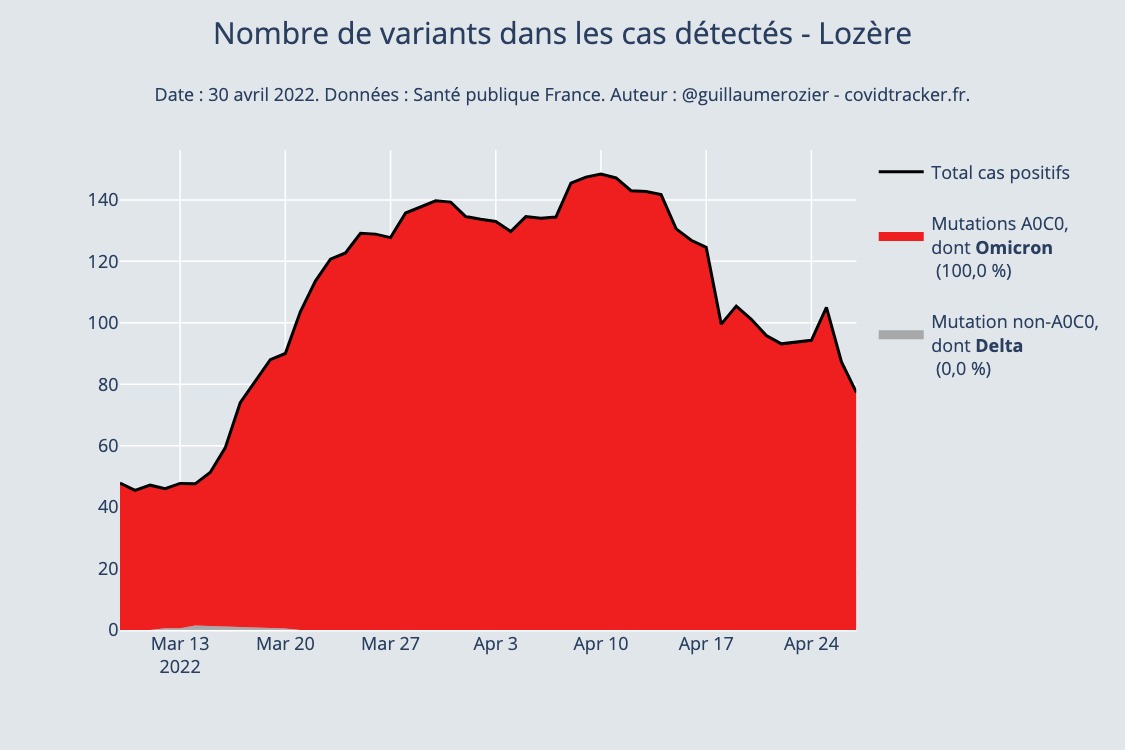 Nombre de variants dans les cas détectés - Lozère
Date : 30 avril 2022. Données : Santé publique France. Auteur : @guillaumerozier - covidtracker.fr.
140
120
100
80
60
40
20
0
Mar 13
2022
Mar 20
Mar 27
Apr 3
Apr 10
Apr 17
Apr 24
Total cas positifs
Mutations A0C0,
dont Omicron
(100,0 %)
Mutation non-A0C0,
dont Delta
(0,0 %)